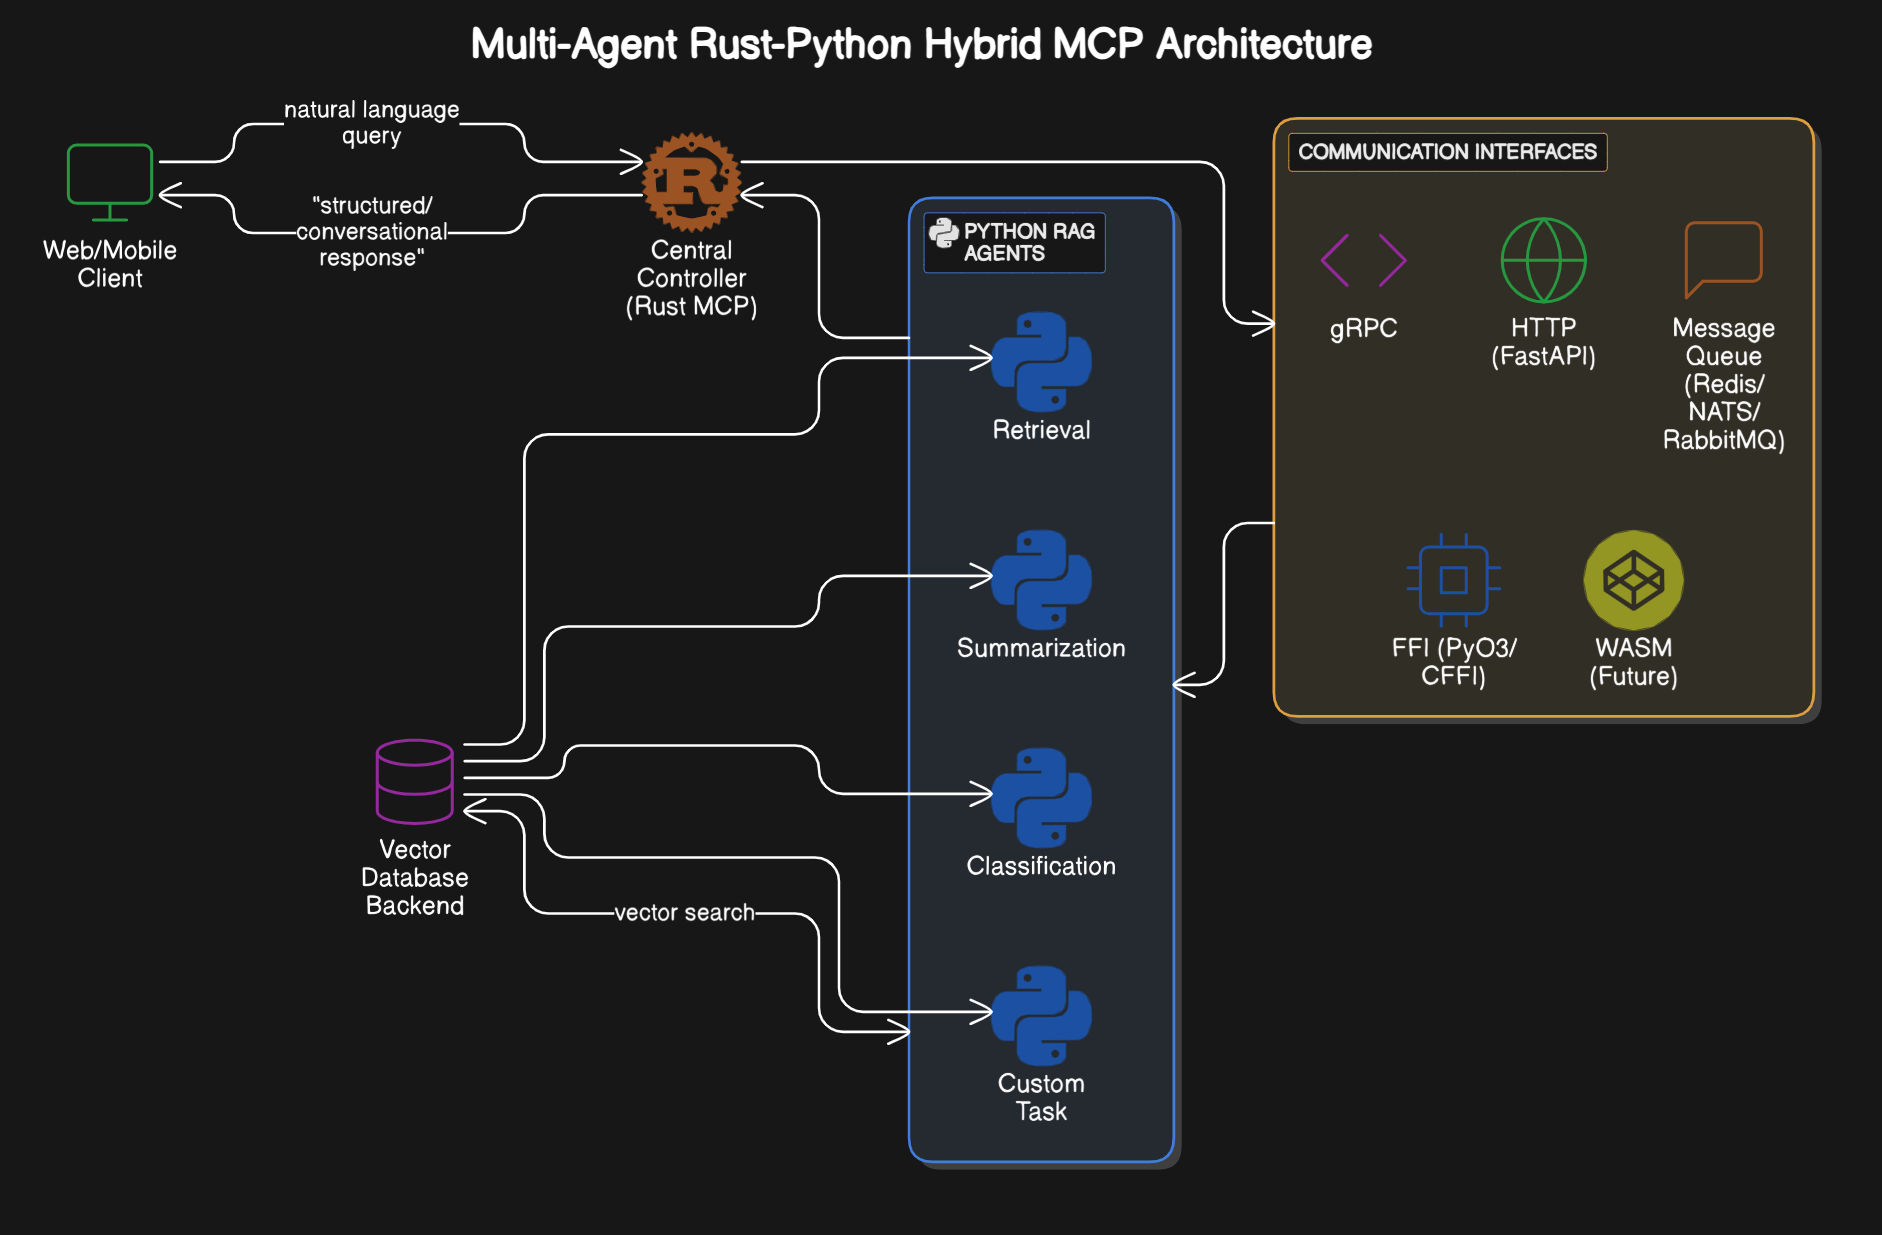 Multi-Agent Rust-Python Hybrid MCP Architecture
natural language
query
"structured/
conversational
response"
Web/Mobile
Client
R
Central
Controller
(Rust MCP)
COMMUNICATION INTERFACES
gRPC
HTTP
(FastAPI)
Message
Queue
(Redis/
NATS/
RabbitMQ)
FFI (PyO3/
CFFI)
WASM
(Future)
PYTHON RAG
AGENTS
Retrieval
Summarization
Classification
Custom
Task
Vector
Database
Backend
vector search